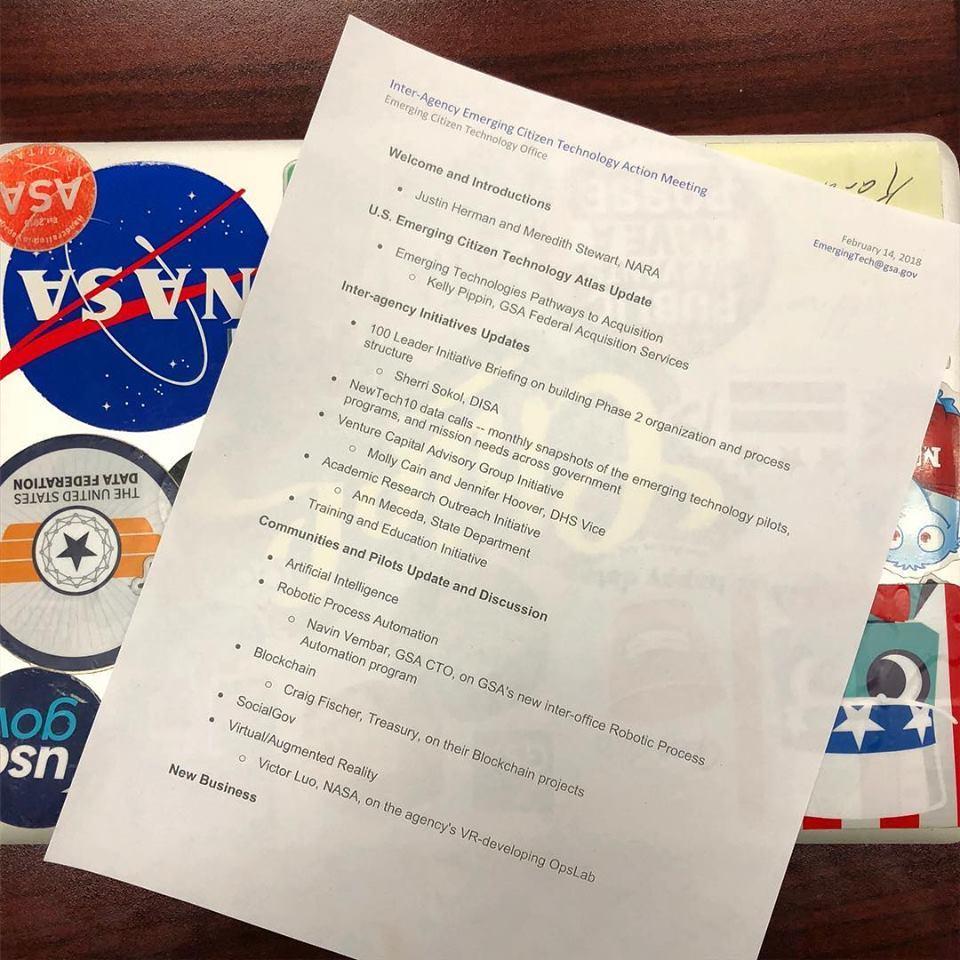 Inter-Agency Emerging Citizen Technology Action Meeting
Emerging Citizen Technology Office
February 14, 2018
EmergingTech@gsa.gov
Welcome and Introductions
• Justin Herman and Meredith Stewart, NARA
U.S. Emerging Citizen Technology Atlas Update
• Emerging Technologies Pathways to Acquisition
○ Kelly Pippin, GSA Federal Acquisition Services
Inter-agency Initiatives Updates
• 100 Leader Initiative Briefing on building Phase 2 organization and process
structure
○ Sherri Sokol, DISA
• NewTech10 data calls -- monthly snapshots of the emerging technology pilots,
programs, and mission needs across government
• Venture Capital Advisory Group Initiative
○ Molly Cain and Jennifer Hoover, DHS Vice
• Academic Research Outreach Initiative
○ Ann Meceda, State Department
• Training and Education Initiative
Communities and Pilots Update and Discussion
• Artificial Intelligence
• Robotic Process Automation
○ Navin Vembar, GSA CTO, on GSA's new inter-office Robotic Process
Automation program
• Blockchain
○ Craig Fischer, Treasury, on their Blockchain projects
• SocialGov
• Virtual/Augmented Reality
○ Victor Luo, NASA, on the agency's VR-developing OpsLab
New Business
NASA
THE UNITED STATES
DATA FEDERATION